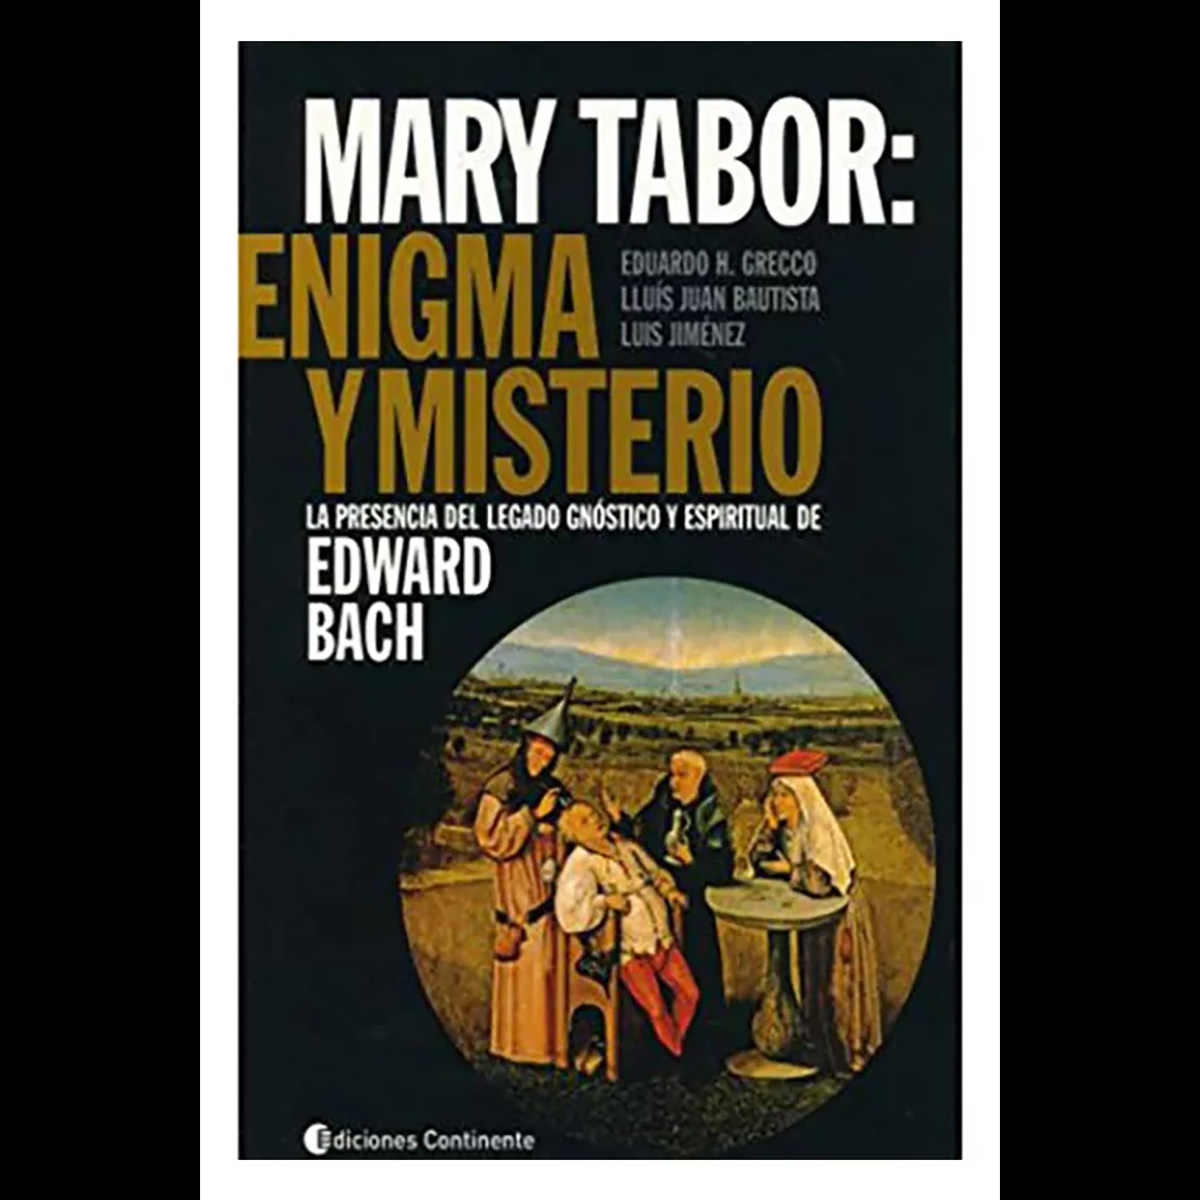 MARY TABOR:
ENIGMA
Y MISTERIO
EDUARDO H. GRECCO
LLUÍS JUAN BAUTISTA
LUIS JIMÉNEZ
LA PRESENCIA DEL LEGADO GNÓSTICO Y ESPIRITUAL DE
EDWARD
BACH
Ediciones Continente